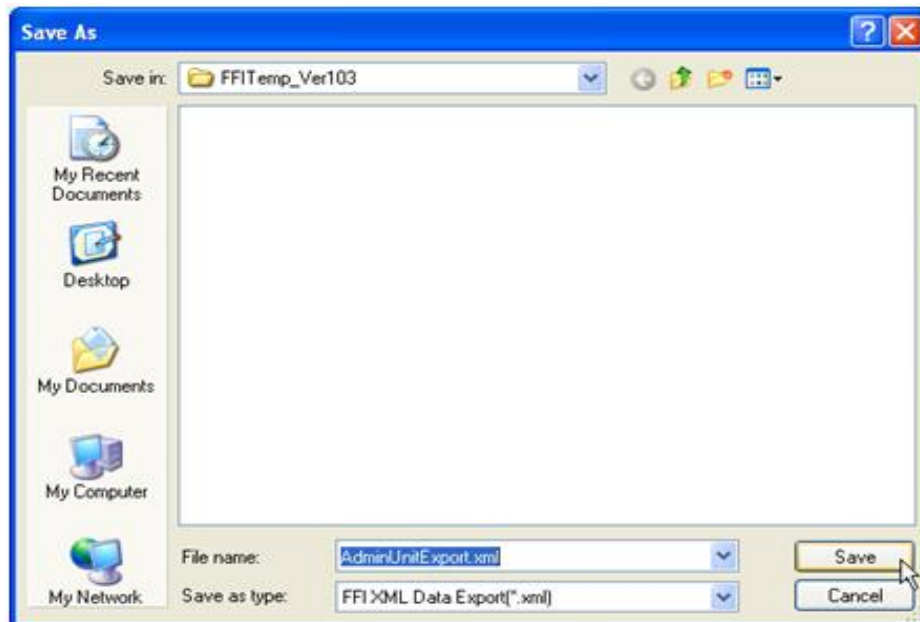 Save As
Save in:
FFITemp_Ver103
My Recent
Documents
Desktop
My Documents
My Computer
My Network
File name:
AdminUnitExport.xml
Save
Save as type:
FFI XML Data Export(*.xml)
Cancel